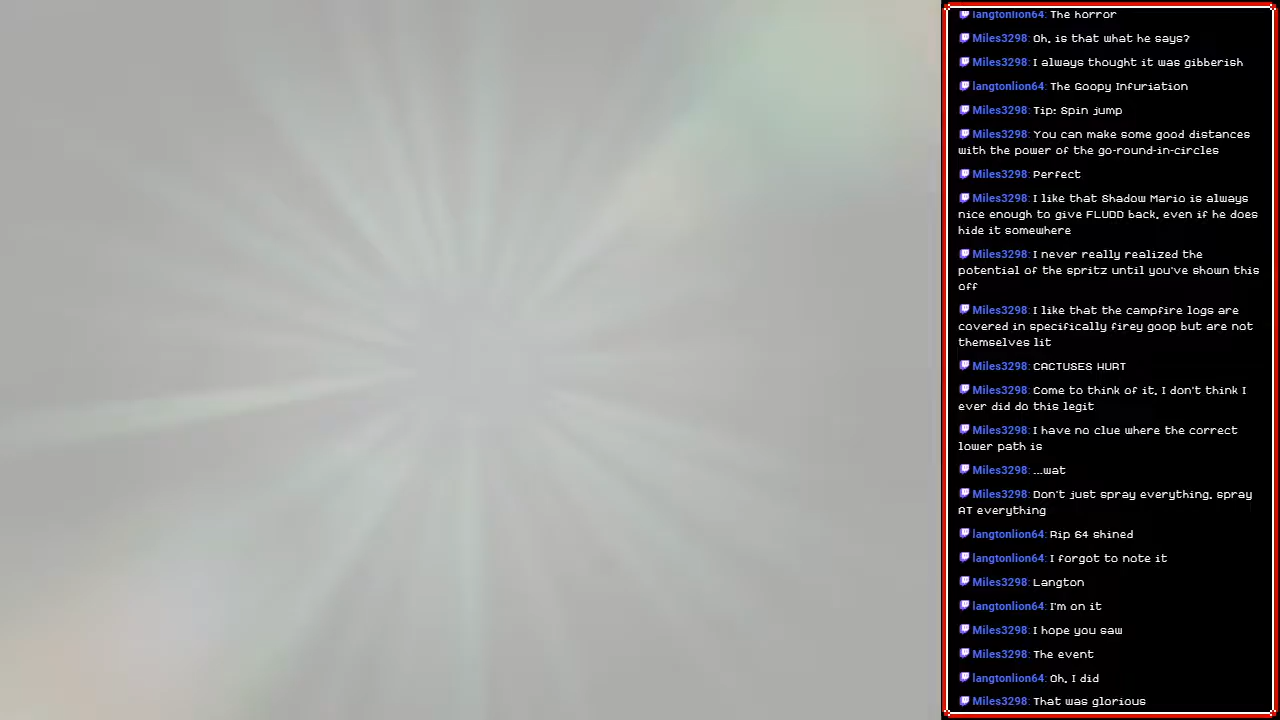 langtonlion64: The horror
Miles3298: Oh, is that what he says?
Miles3298: I always thought it was gibberish
langtonlion64: The Goopy Infuriation
Miles3298: Tip: Spin jump
Miles3298: You can make some good distances
with the power of the go-round-in-circles
Miles3298: Perfect
Miles3298: I like that Shadow Mario is always
nice enough to give FLUDD back, even if he does
hide it somewhere
Miles3298: I never really realized the
potential of the spritz until you've shown this
off
Miles3298: I like that the campfire logs are
covered in specifically firey goop but are not
themselves lit
Miles3298: CACTUSES HURT
Miles3298: Come to think of it, I don't think I
ever did do this legit
Miles3298: I have no clue where the correct
lower path is
Miles3298: ...wat
Miles3298: Don't just spray everything, spray
AT everything
langtonlion64: Rip 64 shined
langtonlion64: I forgot to note it
Miles3298: Langton
langtonlion64: I'm on it
Miles3298: I hope you saw
Miles3298: The event
langtonlion64: Oh, I did
Miles3298: That was glorious